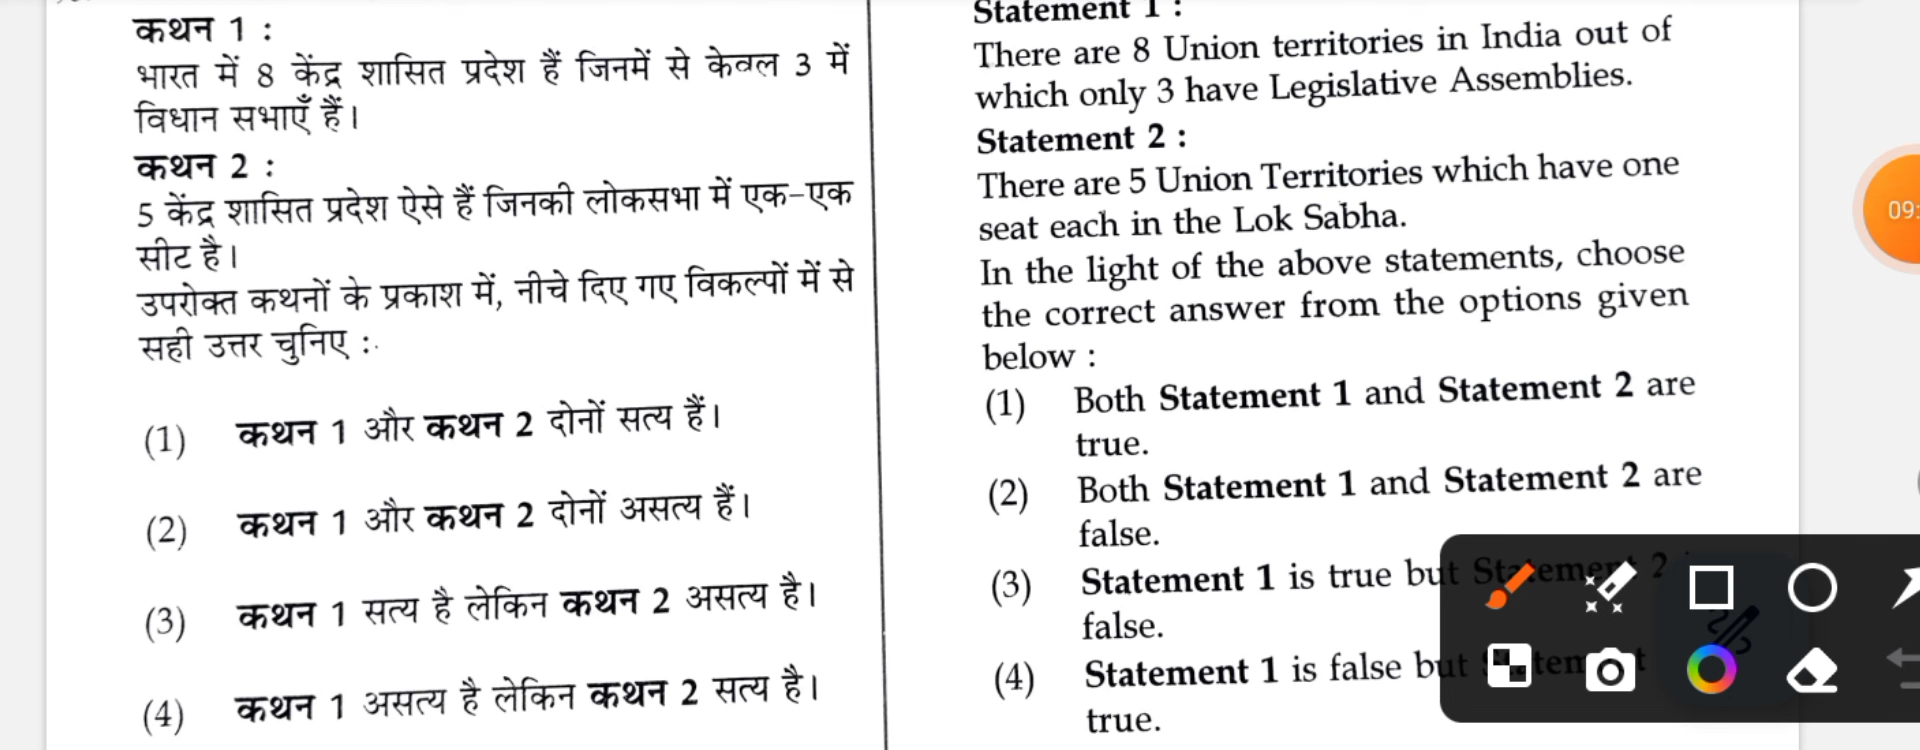 कथन 1 :
भारत में 8 केंद्र शासित प्रदेश हैं जिनमें से केवल 3 में
विधान सभाएँ हैं।
कथन 2 :
5 केंद्र शासित प्रदेश ऐसे हैं जिनकी लोकसभा में एक-एक
सीट है।
उपरोक्त कथनों के प्रकाश में, नीचे दिए गए विकल्पों में से
सही उत्तर चुनिए :
(1) कथन 1 और कथन 2 दोनों सत्य हैं।
(2) कथन 1 और कथन 2 दोनों असत्य हैं।
(3) कथन 1 सत्य है लेकिन कथन 2 असत्य है।
(4) कथन 1 असत्य है लेकिन कथन 2 सत्य है।
Statement 1 :
There are 8 Union territories in India out of
which only 3 have Legislative Assemblies.
Statement 2 :
There are 5 Union Territories which have one
seat each in the Lok Sabha.
In the light of the above statements, choose
the correct answer from the options given
below :
(1) Both Statement 1 and Statement 2 are
true.
(2) Both Statement 1 and Statement 2 are
false.
(3) Statement 1 is true but Statement 2
false.
(4) Statement 1 is false but
true.
09: